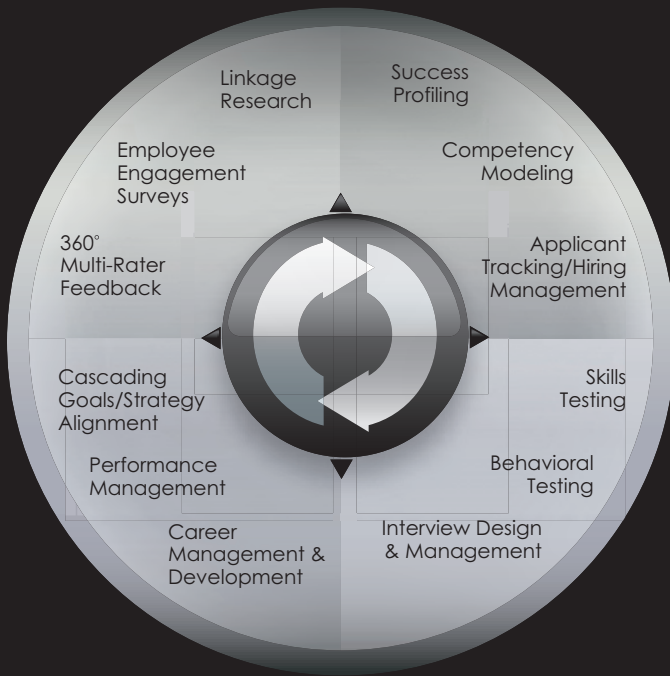 Success
Profiling
Competency
Modeling
Applicant
Tracking/Hiring
Management
Skills
Testing
Behavioral
Testing
Interview Design
& Management
Career
Management &
Development
Performance
Management
Cascading
Goals/Strategy
Alignment
360°
Multi-Rater
Feedback
Employee
Engagement
Surveys
Linkage
Research